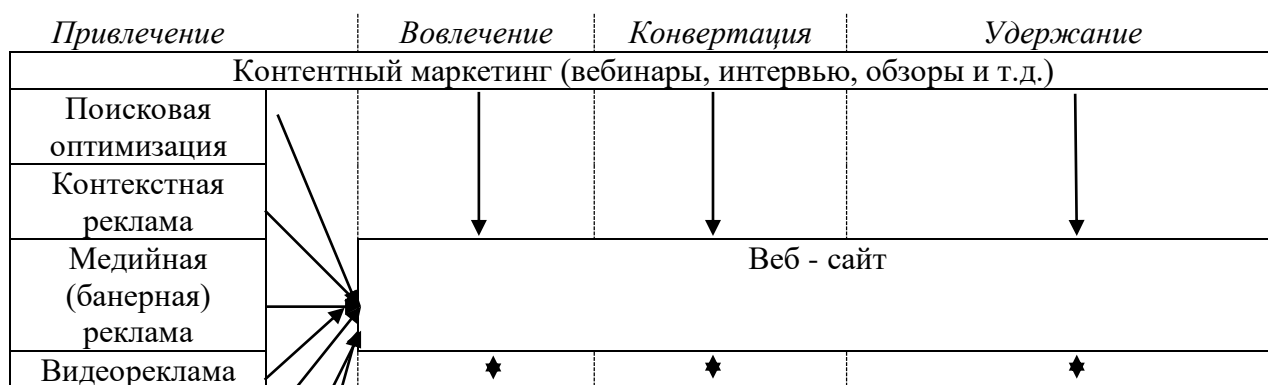 Привлечение Вовлечение Конвертация Удержание
Контентный маркетинг (вебинары, интервью, обзоры и т.д.)
Поисковая
оптимизация
Контекстная
реклама
Медийная
(банерная)
реклама
Веб - сайт
Видеореклама